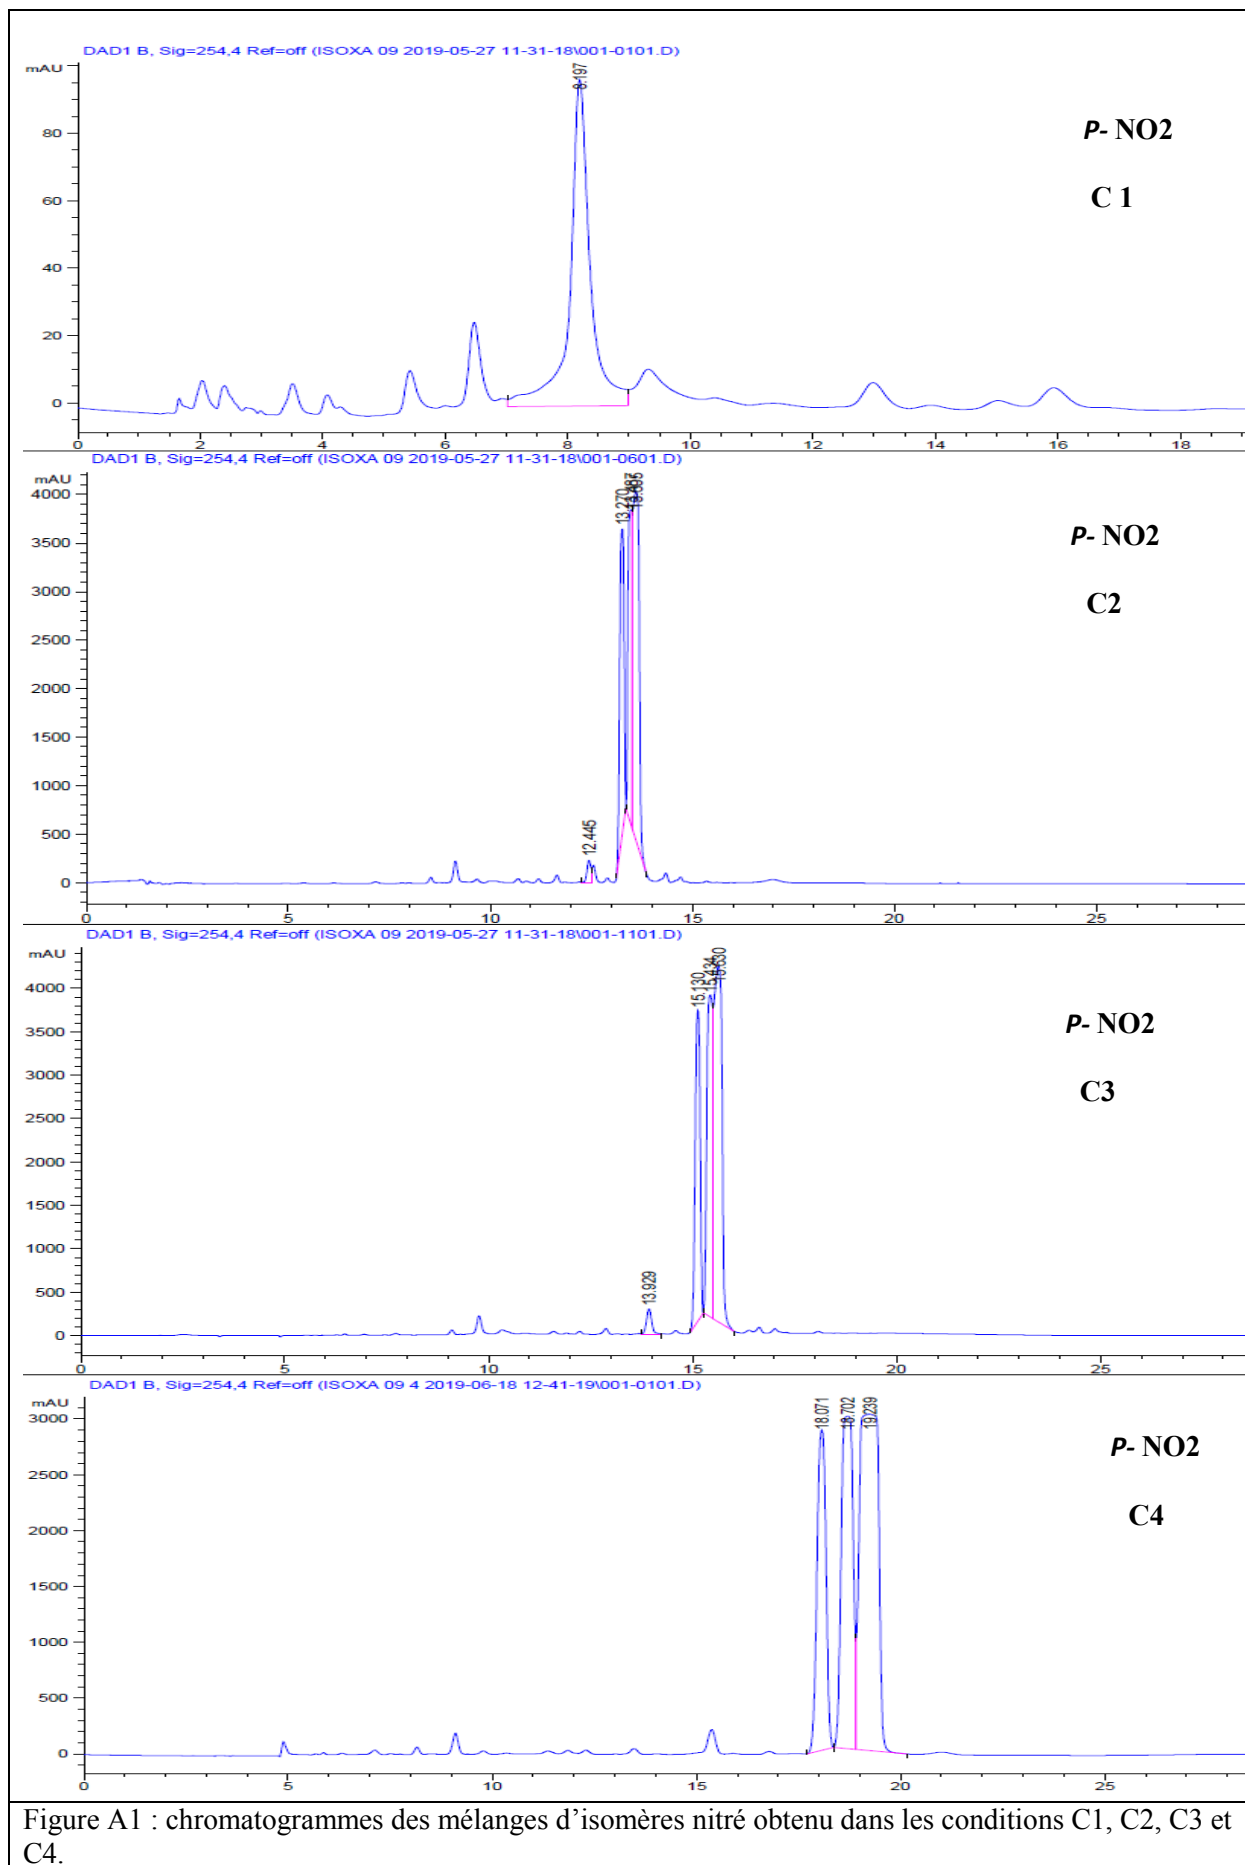 DAD1 B, Sig=254,4 Ref=off (ISOXA 09 2019-05-27 11-31-18\001-0101.D)
mAU
8.197
80
60
40
20
0
P- NO2
C 1
0 2 4 6 8 10 12 14 16 18
DAD1 B, Sig=254,4 Ref=off (ISOXA 09 2019-05-27 11-31-18\001-0601.D)
mAU
4000
3500
3000
2500
2000
1500
1000
500
0
12.445
13.270
P- NO2
C2
0 5 10 15 20 25
DAD1 B, Sig=254,4 Ref=off (ISOXA 09 2019-05-27 11-31-18\001-1101.D)
mAU
4000
3500
3000
2500
2000
1500
1000
500
0
13.929
15.130
15.434
15.630
P- NO2
C3
0 5 10 15 20 25
DAD1 B, Sig=254,4 Ref=off (ISOXA 09 4 2019-06-18 12-41-19\001-0101.D)
mAU
3000
2500
2000
1500
1000
500
0
18.071
18.702
19.239
P- NO2
C4
0 5 10 15 20 25
Figure A1 : chromatogrammes des mélanges d'isomères nitré obtenu dans les conditions C1, C2, C3 et
C4.